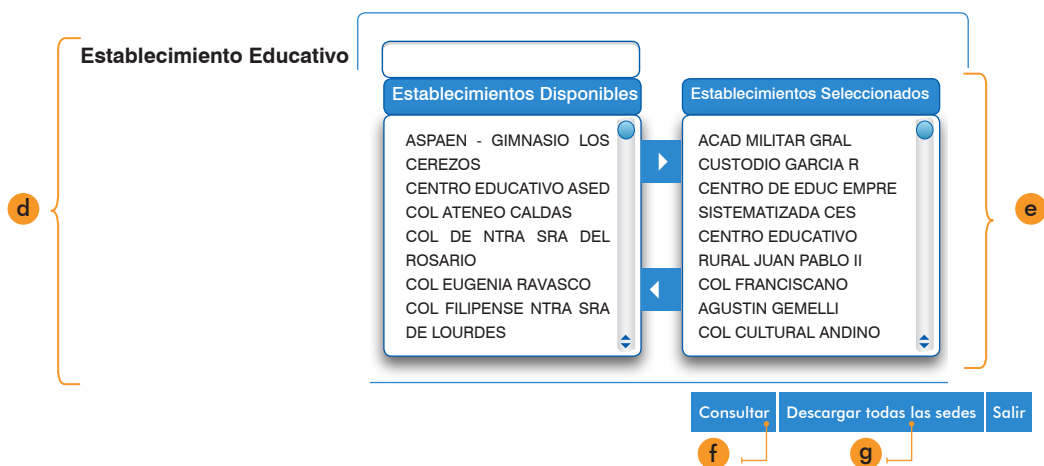 Establecimiento Educativo
d
Establecimientos Disponibles
ASPAEN - GIMNASIO LOS
CEREZOS
CENTRO EDUCATIVO ASED
COL ATENEO CALDAS
COL DE NTRA SRA DEL
ROSARIO
COL EUGENIA RAVASCO
COL FILIPENSE NTRA SRA
DE LOURDES
Establecimientos Seleccionados
ACAD MILITAR GRAL
CUSTODIO GARCIA R
CENTRO DE EDUC EMPRE
SISTEMATIZADA CES
CENTRO EDUCATIVO
RURAL JUAN PABLO II
COL FRANCISCANO
AGUSTIN GEMELLI
COL CULTURAL ANDINO
e
Consultar Descargar todas las sedes Salir
f g